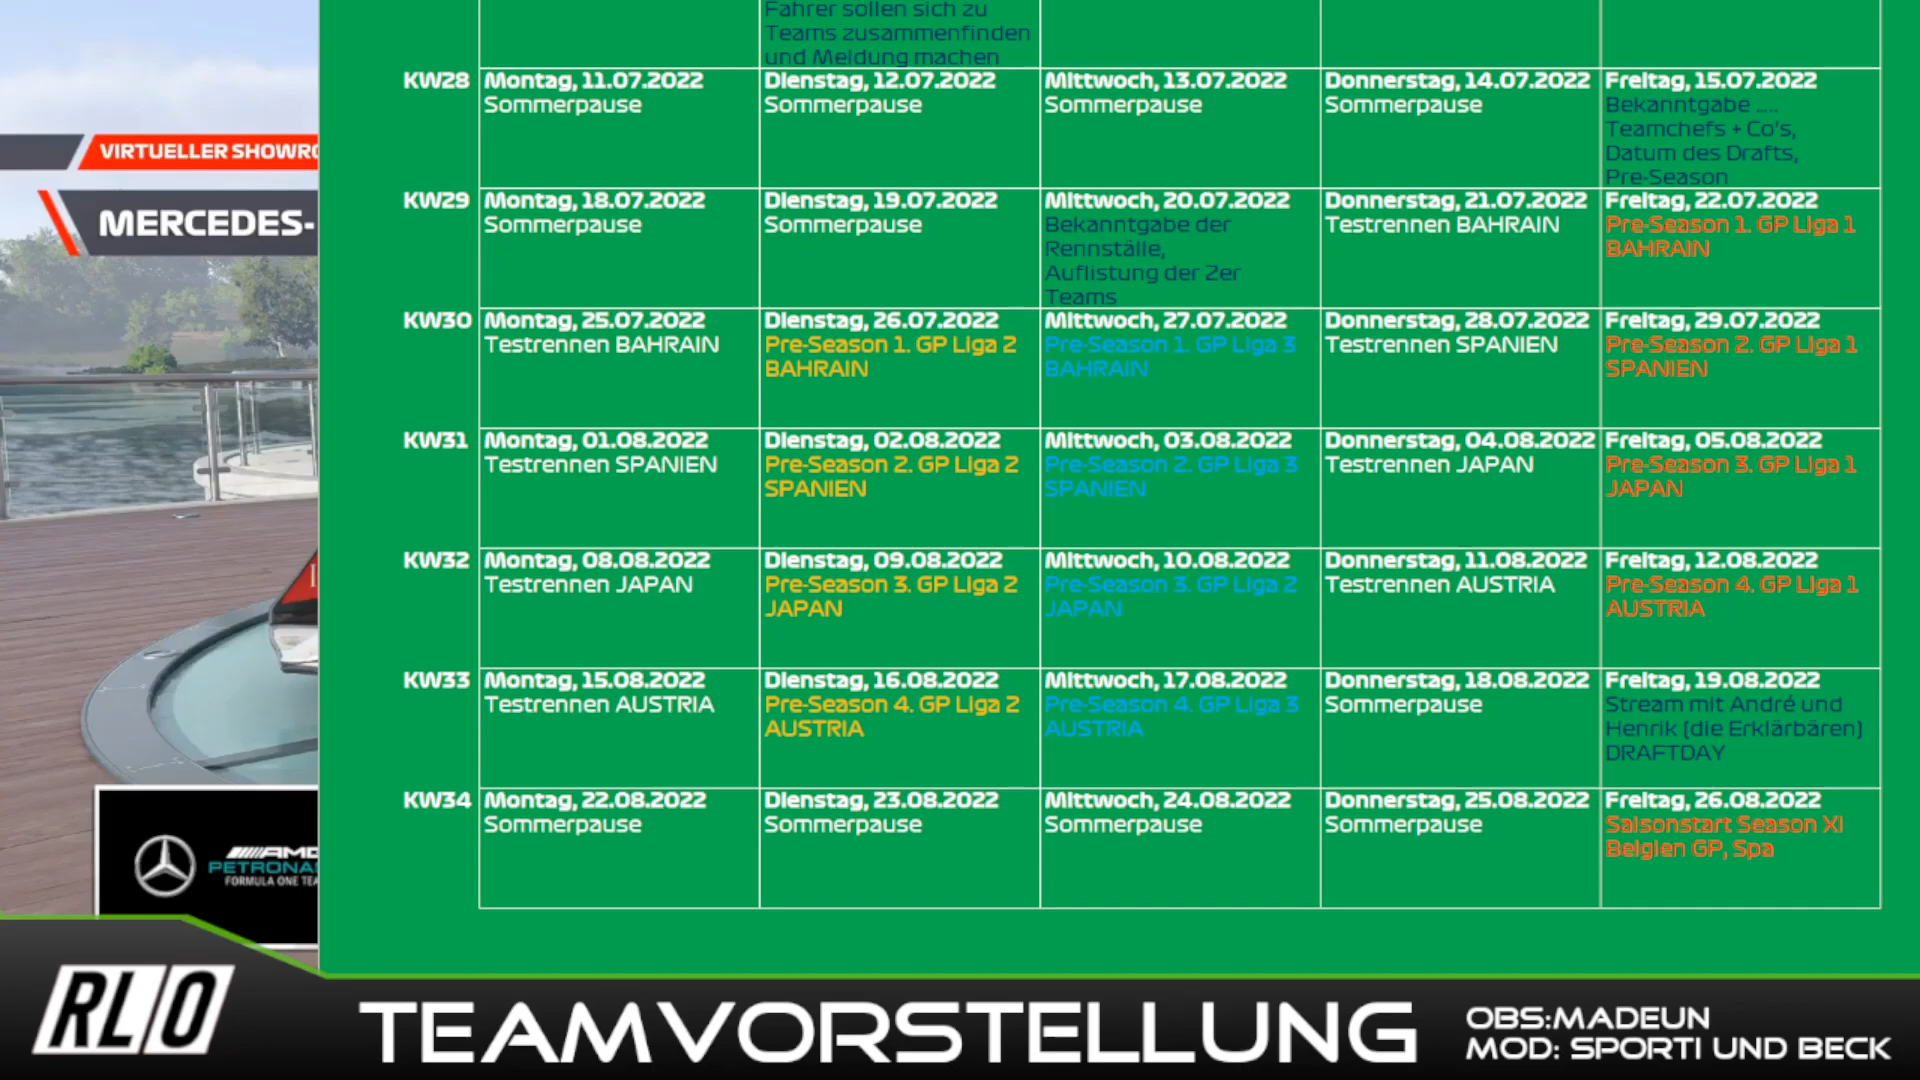 Fahrer sollen sich zu
Teams zusammenfinden
und Meldung machen
KW28
Montag, 11.07.2022
Sommerpause
Dienstag, 12.07.2022
Sommerpause
Mittwoch, 13.07.2022
Sommerpause
Donnerstag, 14.07.2022
Sommerpause
Freitag, 15.07.2022
Bekanntgabe .....
Teamchefs + Co's,
Datum des Drafts,
Pre-Season
KW29
Montag, 18.07.2022
Sommerpause
Dienstag, 19.07.2022
Sommerpause
Mittwoch, 20.07.2022
Bekanntgabe der
Rennställe,
Auflistung der 2er
Teams
Donnerstag, 21.07.2022
Testrennen BAHRAIN
Freitag, 22.07.2022
Pre-Season 1. GP Liga 1
BAHRAIN
KW30
Montag, 25.07.2022
Testrennen BAHRAIN
Dienstag, 26.07.2022
Pre-Season 1. GP Liga 2
BAHRAIN
Mittwoch, 27.07.2022
Pre-Season 1. GP Liga 3
BAHRAIN
Donnerstag, 28.07.2022
Testrennen SPANIEN
Freitag, 29.07.2022
Pre-Season 2. GP Liga 1
SPANIEN
KW31
Montag, 01.08.2022
Testrennen SPANIEN
Dienstag, 02.08.2022
Pre-Season 2. GP Liga 2
SPANIEN
Mittwoch, 03.08.2022
Pre-Season 2. GP Liga 3
SPANIEN
Donnerstag, 04.08.2022
Testrennen JAPAN
Freitag, 05.08.2022
Pre-Season 3. GP Liga 1
JAPAN
KW32
Montag, 08.08.2022
Testrennen JAPAN
Dienstag, 09.08.2022
Pre-Season 3. GP Liga 2
JAPAN
Mittwoch, 10.08.2022
Pre-Season 3. GP Liga 2
JAPAN
Donnerstag, 11.08.2022
Testrennen AUSTRIA
Freitag, 12.08.2022
Pre-Season 4. GP Liga 1
AUSTRIA
KW33
Montag, 15.08.2022
Testrennen AUSTRIA
Dienstag, 16.08.2022
Pre-Season 4. GP Liga 2
AUSTRIA
Mittwoch, 17.08.2022
Pre-Season 4. GP Liga 3
AUSTRIA
Donnerstag, 18.08.2022
Sommerpause
Freitag, 19.08.2022
Stream mit André und
Henrik (die Erklärbären)
DRAFTDAY
KW34
Montag, 22.08.2022
Sommerpause
Dienstag, 23.08.2022
Sommerpause
Mittwoch, 24.08.2022
Sommerpause
Donnerstag, 25.08.2022
Sommerpause
Freitag, 26.08.2022
Saisonstart Season XI
Belgien GP, Spa
VIRTUELLER SHOWRO
MERCEDES-
AMG
PETRONA
FORMULA ONE TEA
RLO
TEAMVORSTELLUNG
OBS:MADEUN
MOD: SPORTI UND BECK